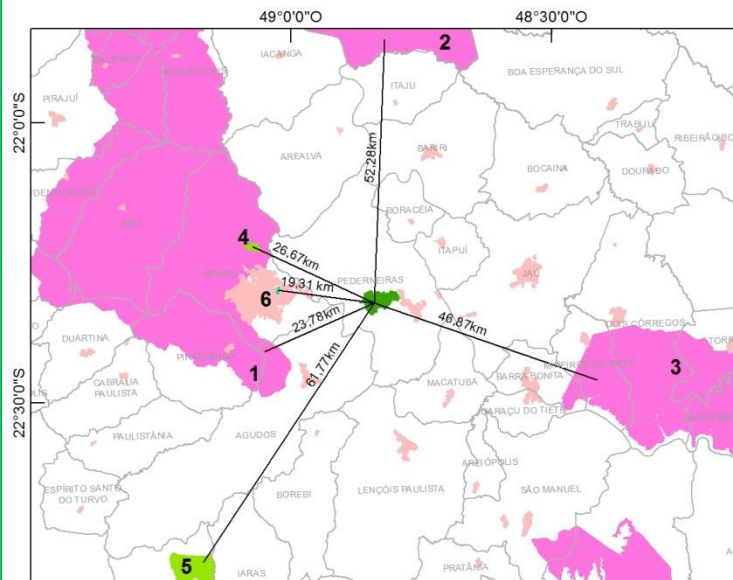 49°0'0"O
48°30'0"O
22°0'0"S
22°30'0"S
IACANGA
2
BOA ESPERANÇA DO SUL
PIRAJUÍ
ITAJU
TRABIJU
RIBEIRÃO BO
AREALVA
BARIRI
BOCAINA
DOURADO
52,28km
BORACÉIA
4
26,67km
ITAPUÍ
19,31 km
PEDERNEIRAS
JAÚ
6
23,78km
46,87km
DOIS CÓRREGOS
DUARTINA
61,77km
TORR
3
1
CABRÁLIA
PAULISTA
MACATUBA
BARRA BONITA
IGARAÇU DO TIETÊ
PAULISTÂNIA
AGUDOS
AREIÓPOLIS
ESPÍRITO SANTO
DO TURVO
BOREBI
LENÇÓIS PAULISTA
SÃO MANUEL
5
IARAS
PRATÂNIA